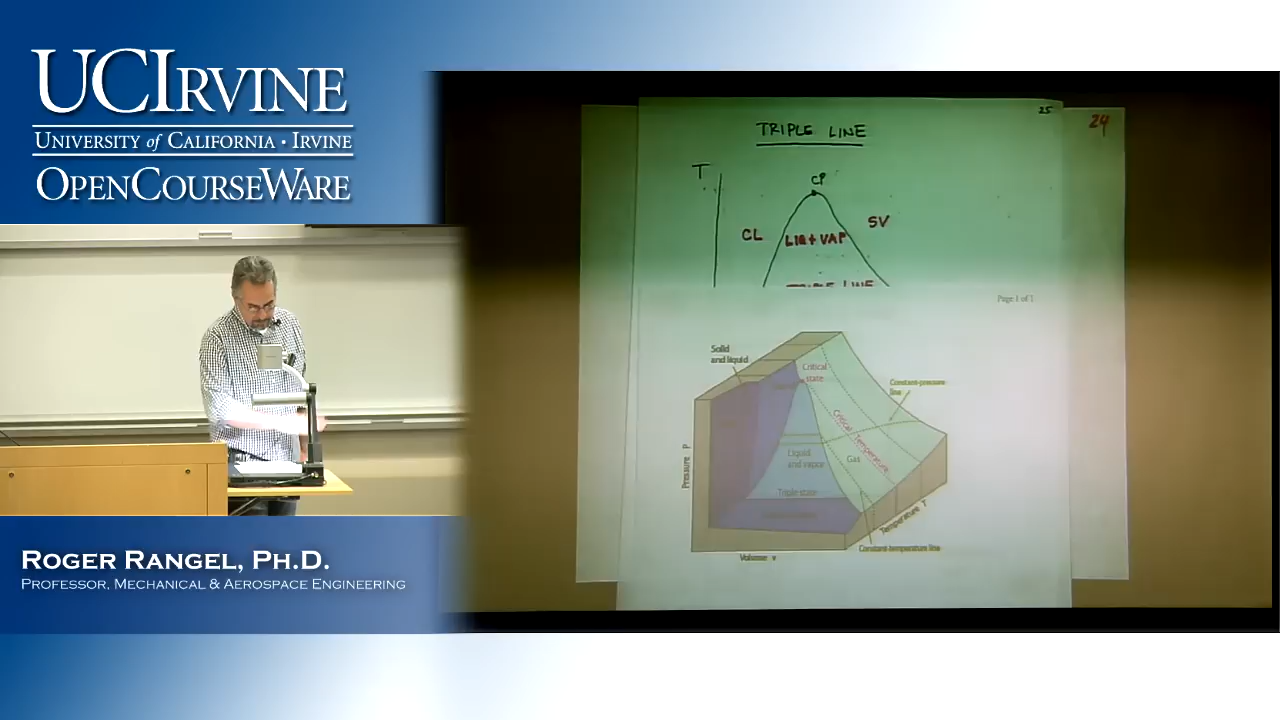 UCIRVINE
UNIVERSITY of CALIFORNIA · IRVINE
OPENCOURSEWARE
ROGER RANGEL, PH.D.
PROFESSOR, MECHANICAL & AEROSPACE ENGINEERING
25
24
TRIPLE LINE
T
CP
CL
LIQ + VAP
SV
TRIPLE LINE
Page 1 of 1
Solid
and liquid
Critical
state
Constant-pressure
line
Critical Temperature
Liquid
and vapor
Gas
Pressure P
Triple state
Temperature T
Constant-temperature line
Volume v